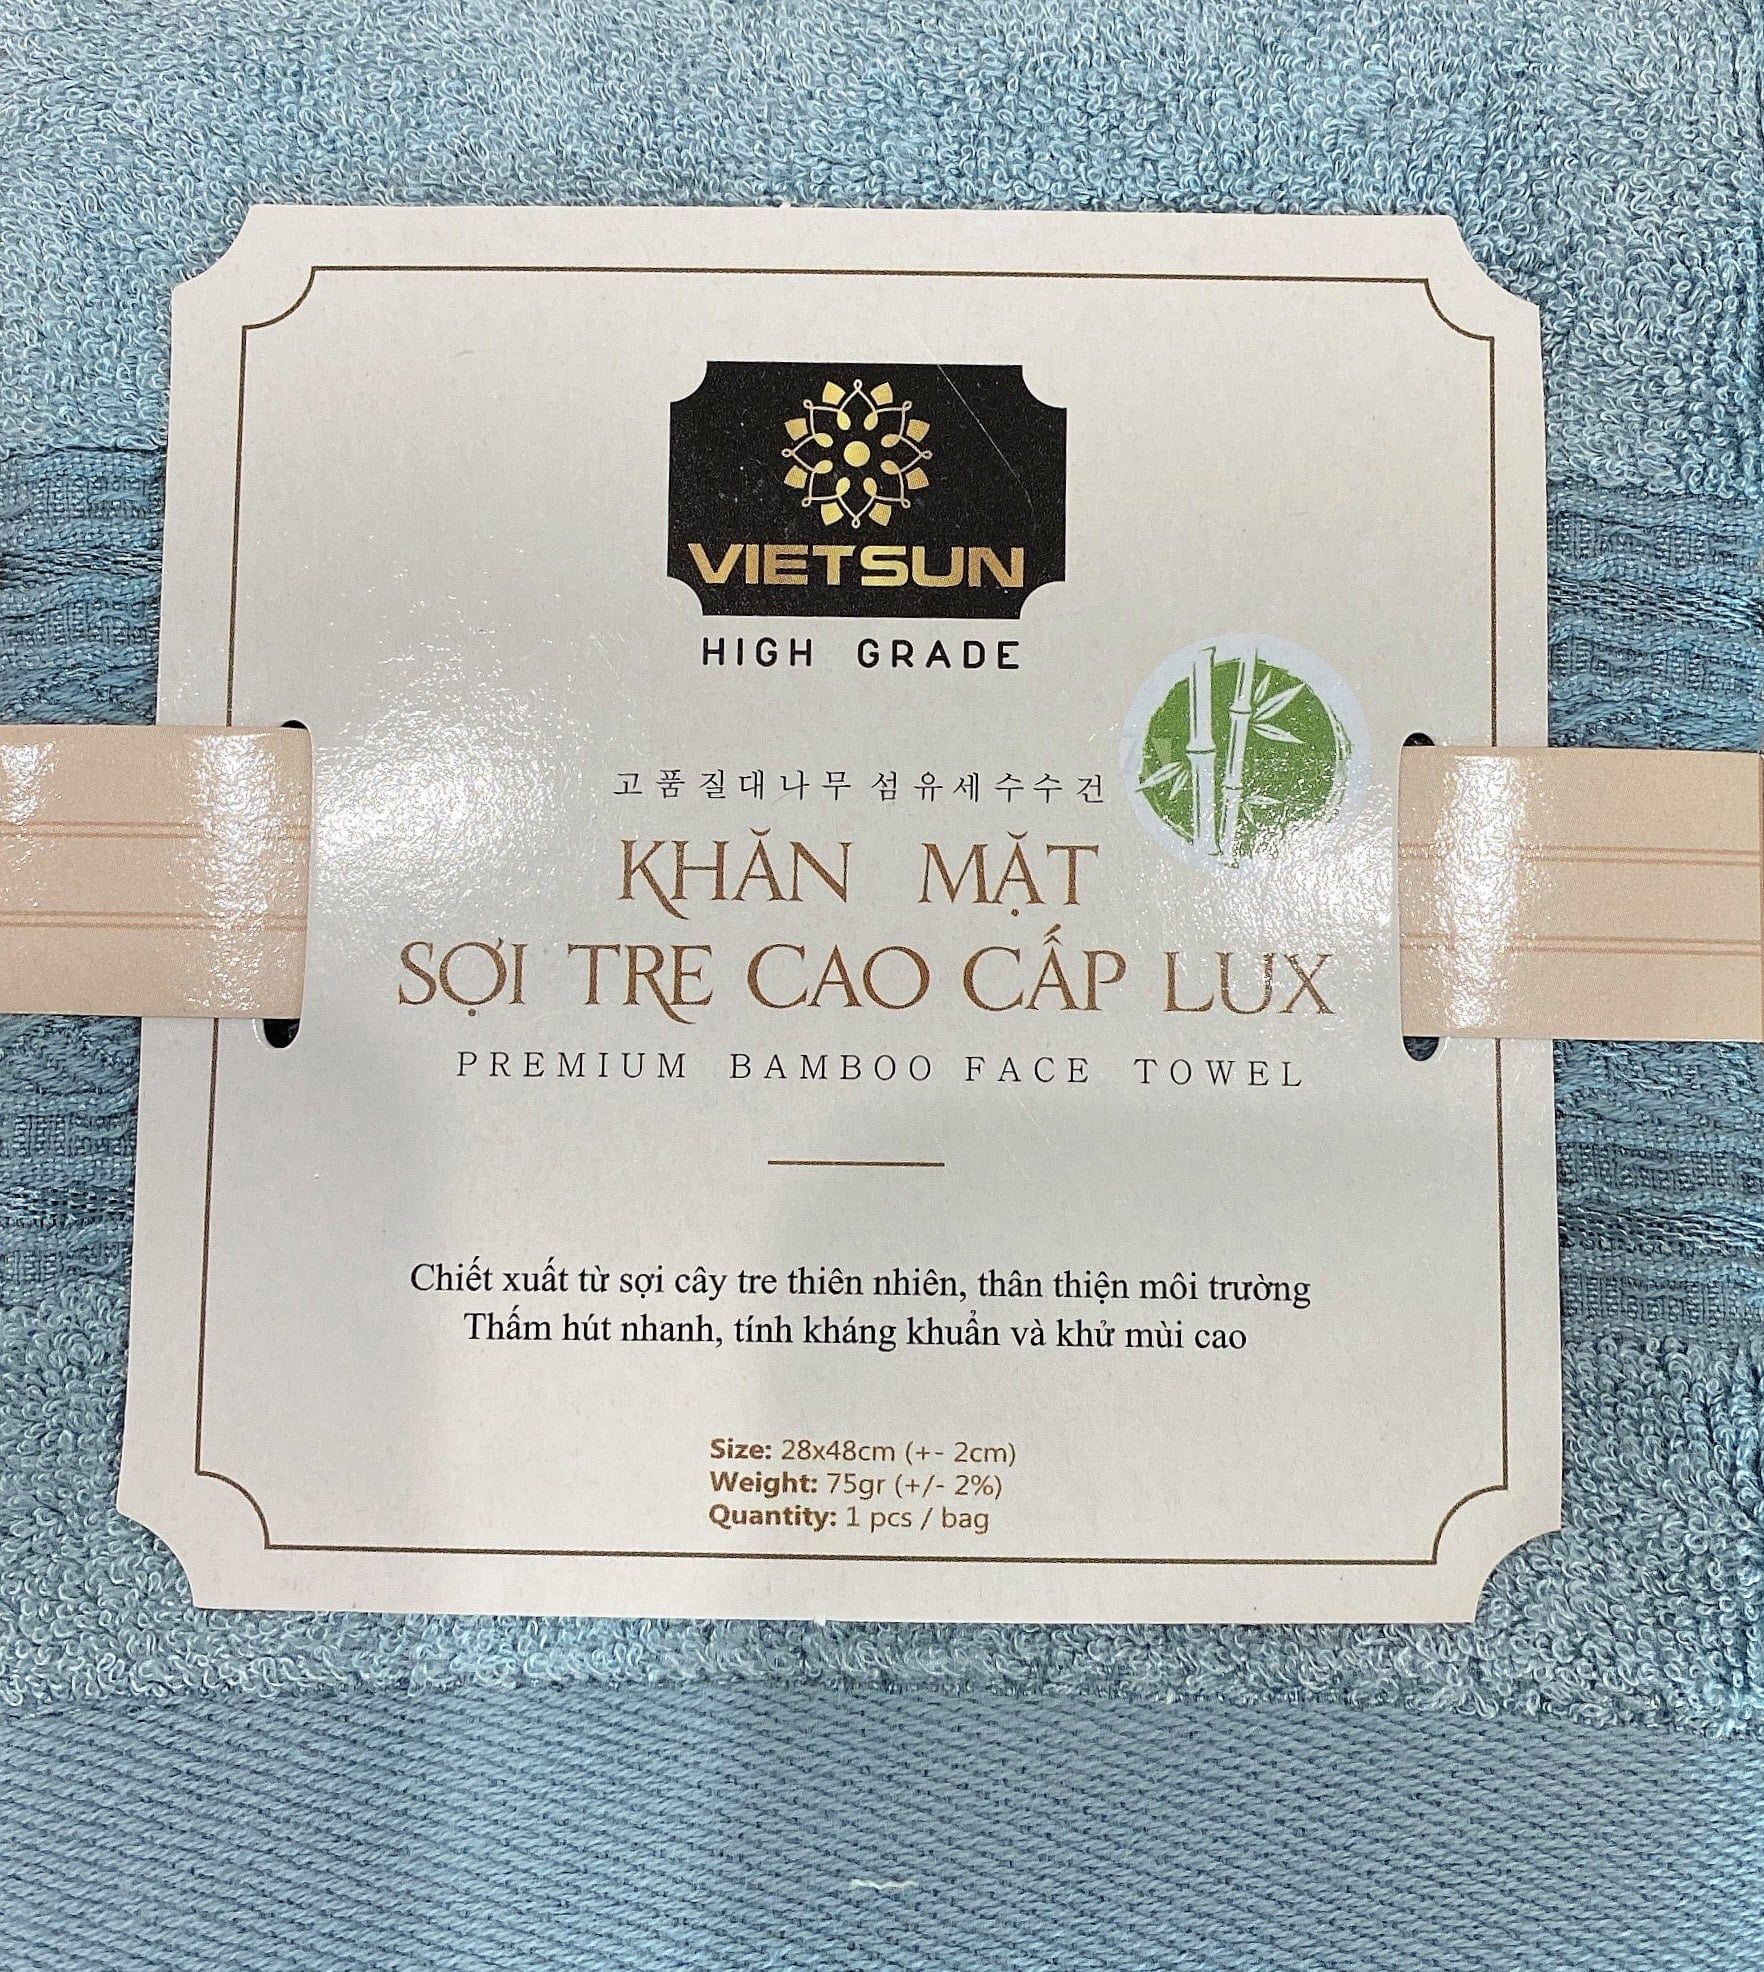 VIETSUN
HIGH GRADE
고품질대나무 섬유세수수건
KHĂN MẶT
SỢI TRE CAO CẤP LUX
PREMIUM BAMBOO FACE TOWEL
Chiết xuất từ sợi cây tre thiên nhiên, thân thiện môi trường
Thấm hút nhanh, tính kháng khuẩn và khử mùi cao
Size: 28x48cm (+- 2cm)
Weight: 75gr (+/- 2%)
Quantity: 1 pcs / bag